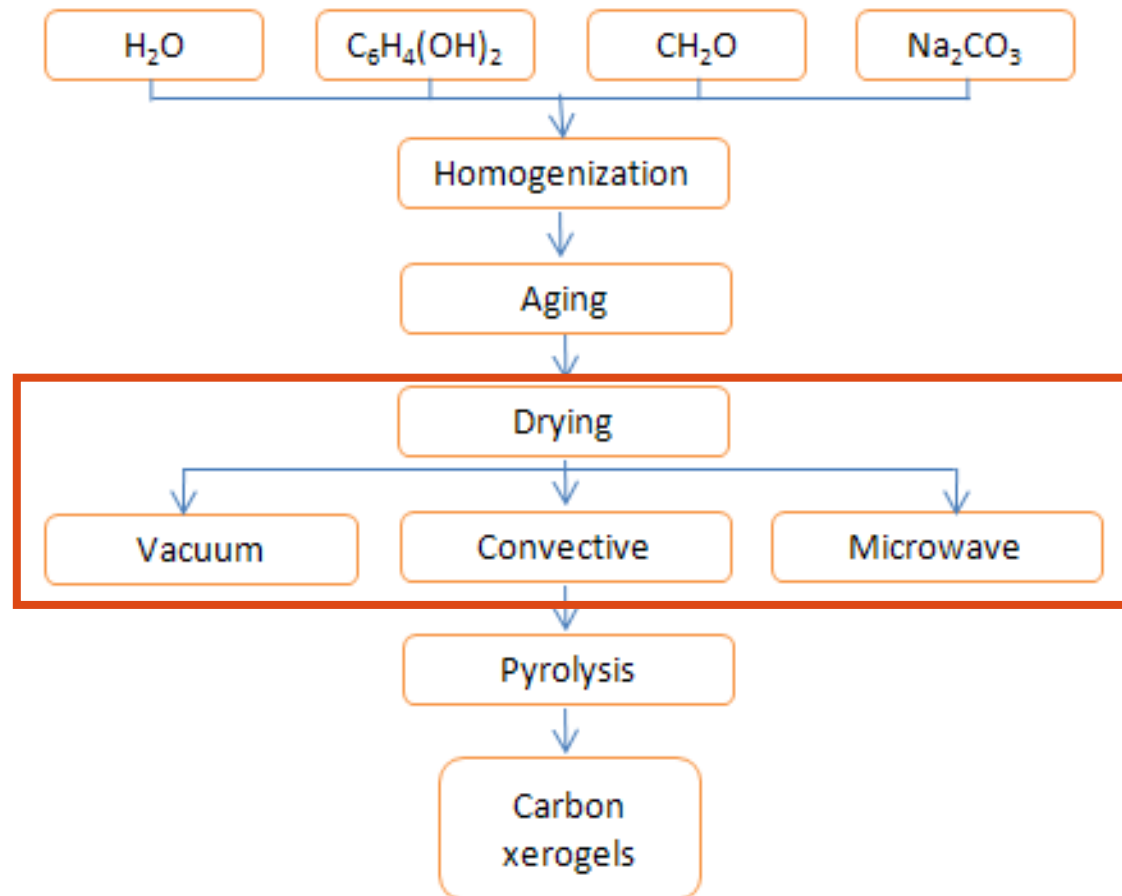 H₂O
C₆H₄(OH)₂
CH₂O
Na₂CO₃
Homogenization
Aging
Drying
Vacuum
Convective
Microwave
Pyrolysis
Carbon
xerogels